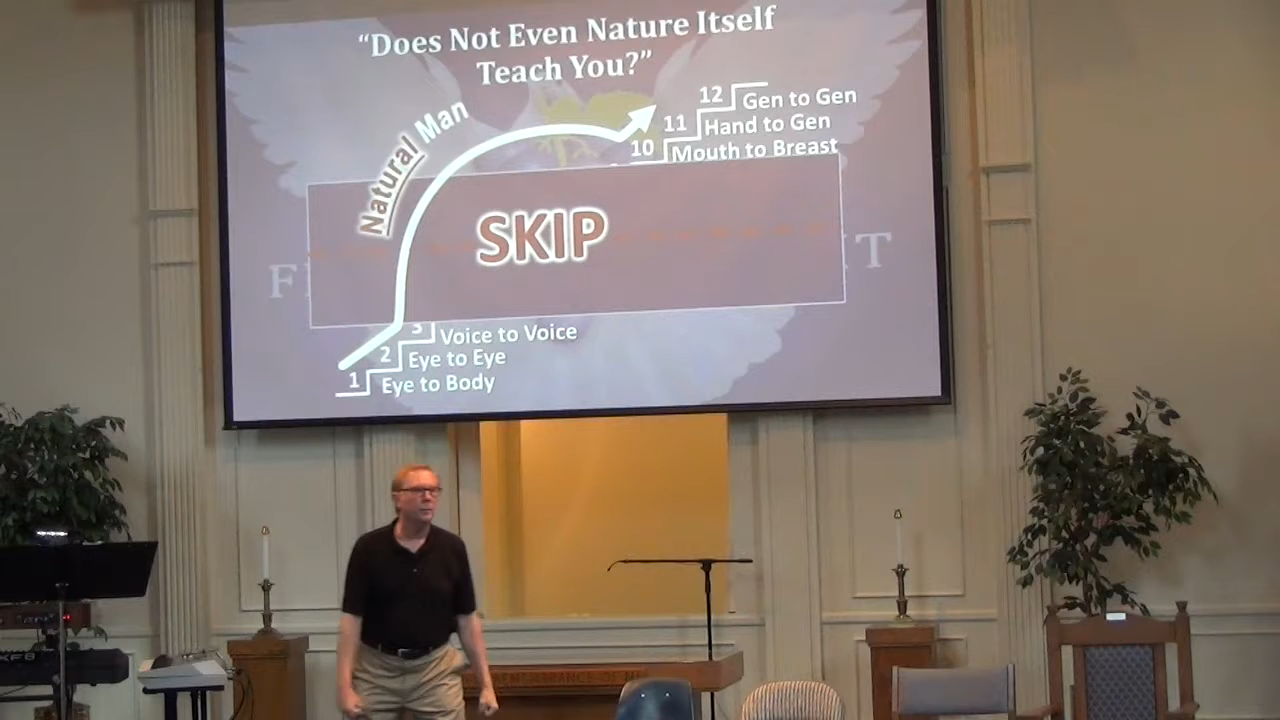 “Does Not Even Nature Itself
Teach You?”
Natural Man
12 Gen to Gen
11 Hand to Gen
10 Mouth to Breast
SKIP
3 Voice to Voice
2 Eye to Eye
1 Eye to Body